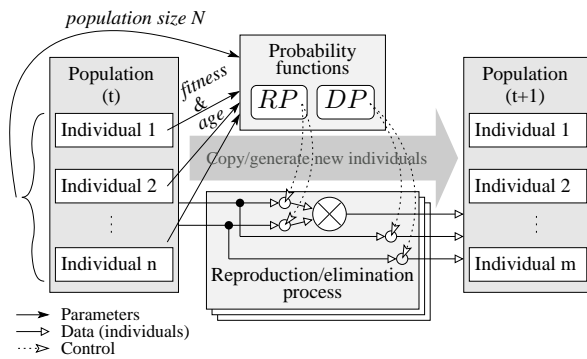 population size N
Population
(t)
Individual 1
Individual 2
⋮
Individual n
fitness
&
age
Probability
functions
RP
DP
Copy/generate new individuals
Reproduction/elimination
process
Population
(t+1)
Individual 1
Individual 2
⋮
Individual m
Parameters
Data (individuals)
Control